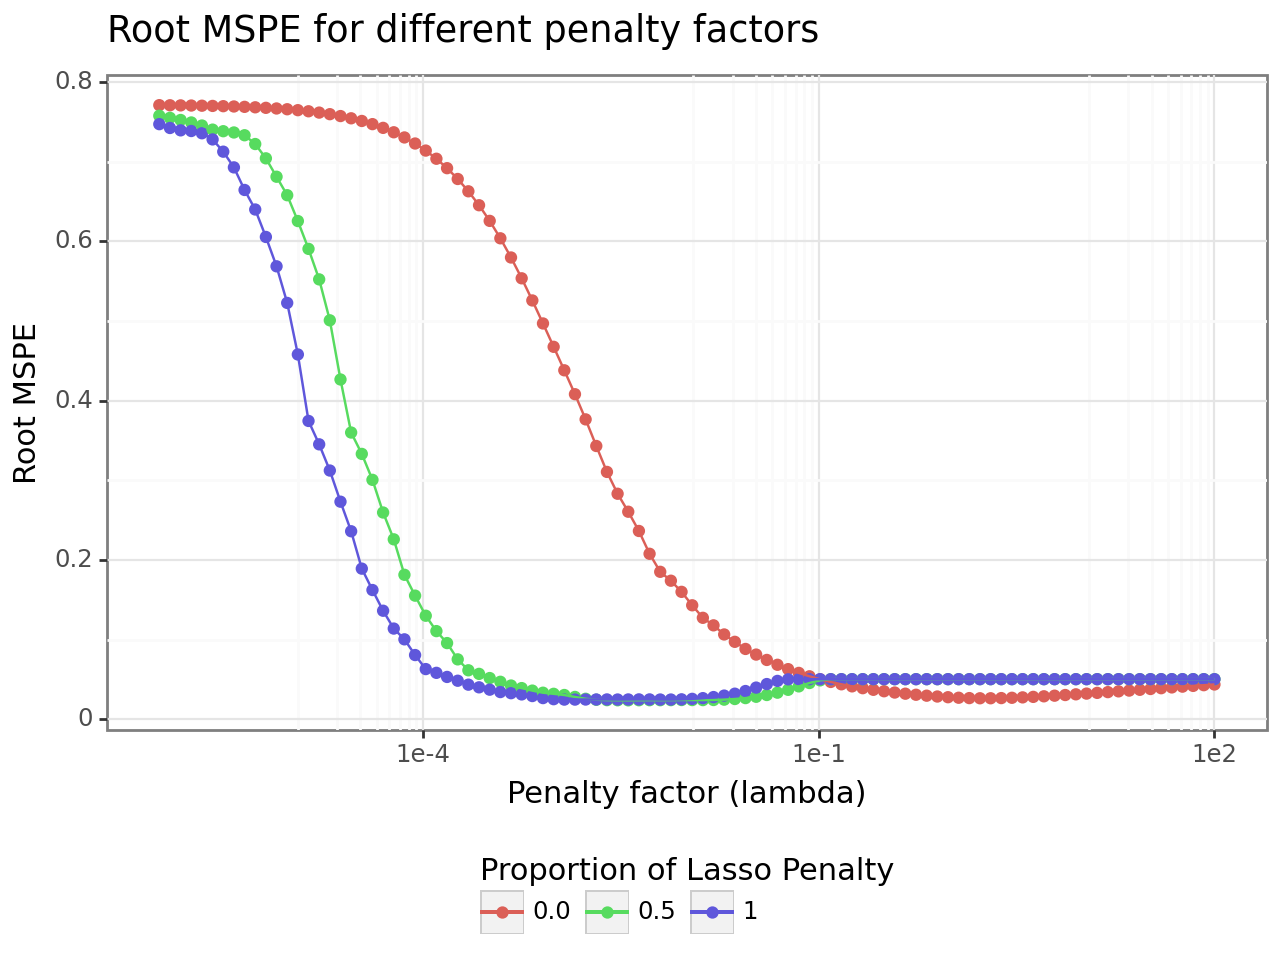 Root MSPE for different penalty factors
Root MSPE
0.8
0.6
0.4
0.2
0
1e-4
1e-1
1e2
Penalty factor (lambda)
Proportion of Lasso Penalty
0.0
0.5
1